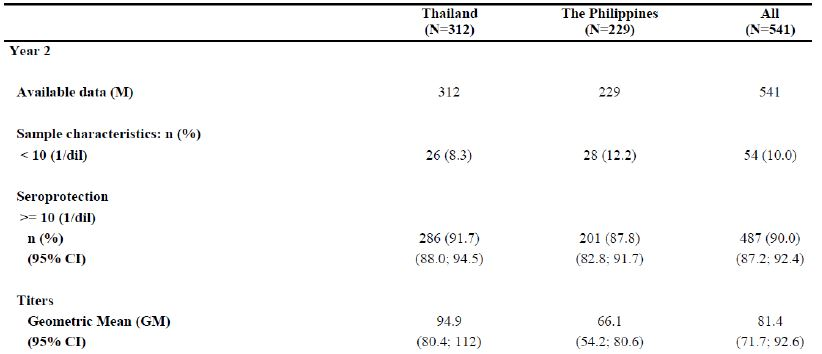 Thailand The Philippines All
(N=312) (N=229) (N=541)
Year 2
Available data (M) 312 229 541
Sample characteristics: n (%)
< 10 (1/dil) 26 (8.3) 28 (12.2) 54 (10.0)
Seroprotection
>= 10 (1/dil)
n (%) 286 (91.7) 201 (87.8) 487 (90.0)
(95% CI) (88.0; 94.5) (82.8; 91.7) (87.2; 92.4)
Titers
Geometric Mean (GM) 94.9 66.1 81.4
(95% CI) (80.4; 112) (54.2; 80.6) (71.7; 92.6)